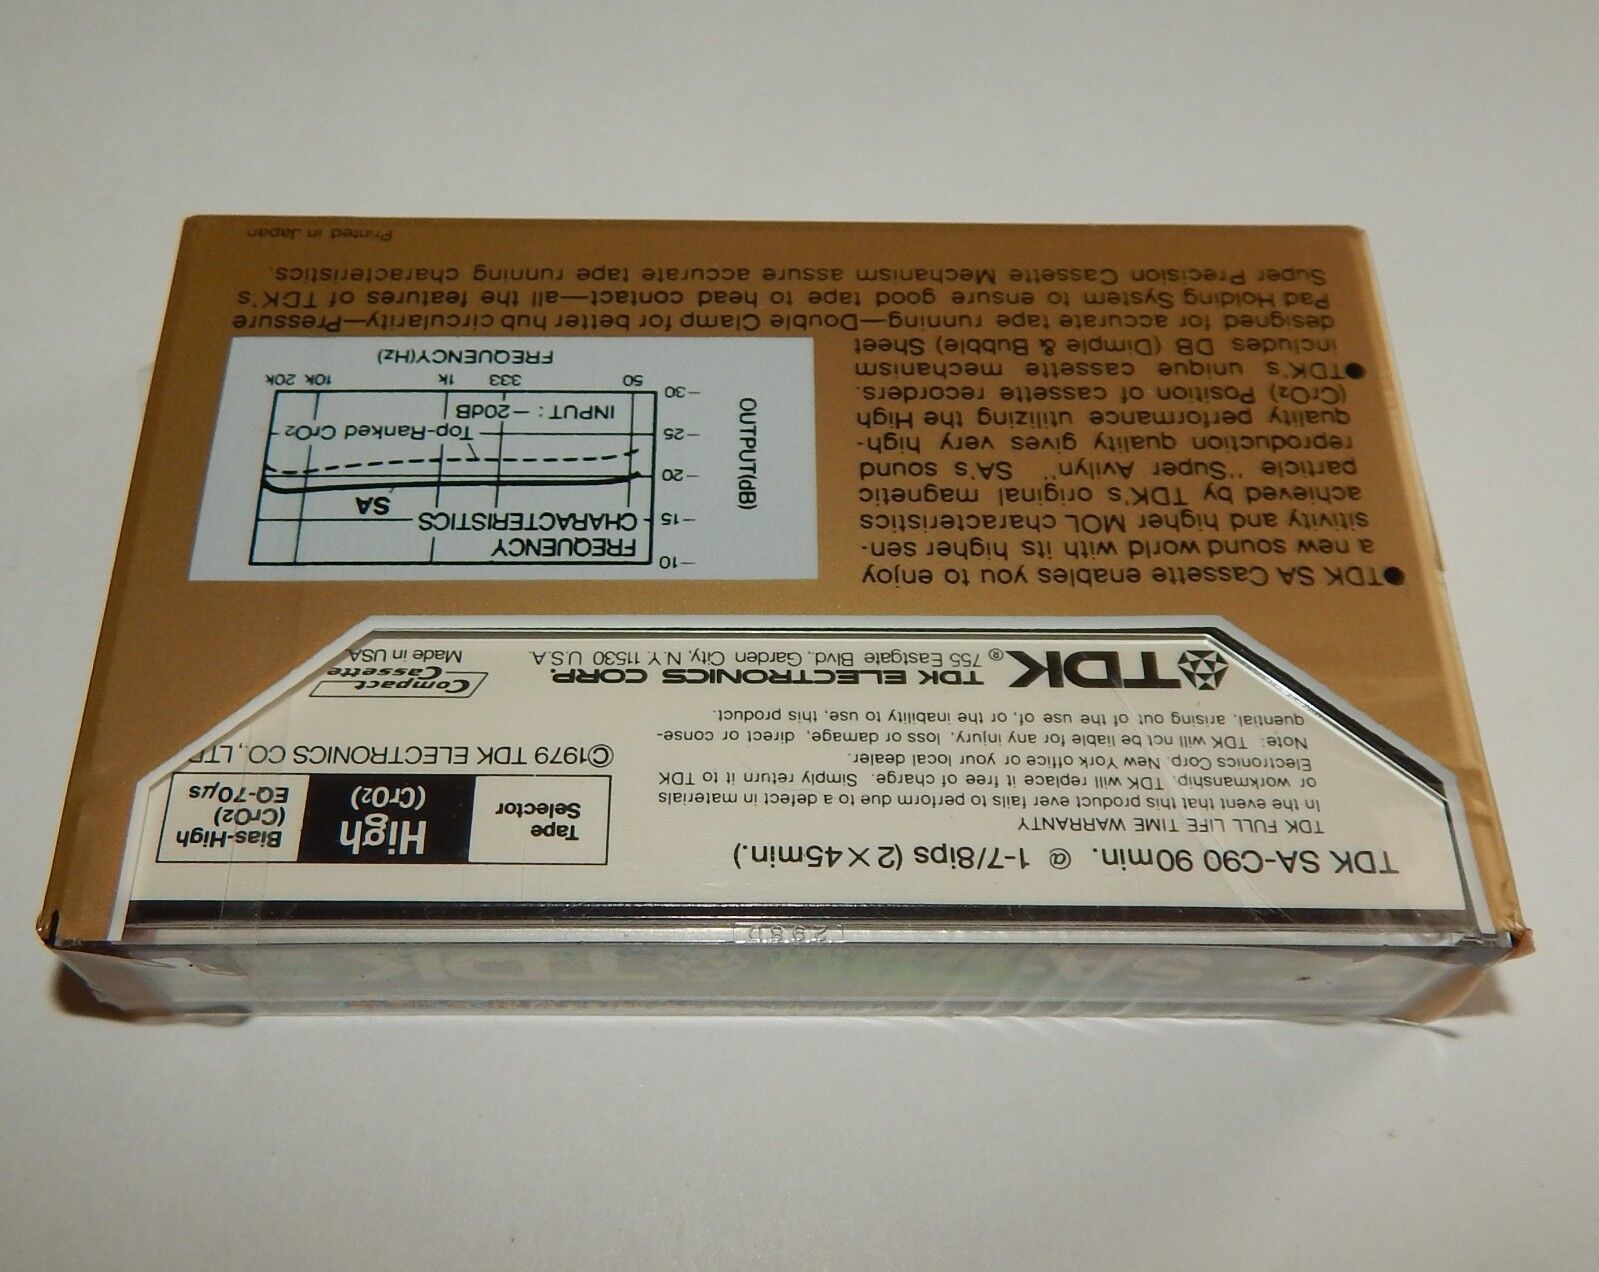 TDK SA-C90 90min. @ 1-7/8ips (2×45min.)
TDK FULL LIFE TIME WARRANTY
In the event that this product ever fails to perform due to a defect in materials
or workmanship, TDK will replace it free of charge. Simply return it to TDK
Electronics Corp. New York office or your local dealer.
Note: TDK will not be liable for any injury, loss or damage, direct or conse-
quential, arising out of the use of, or the inability to use, this product.
TDK® 755 Eastgate Blvd., Garden City, N.Y. 11530 U.S.A.
TDK ELECTRONICS CORP.
Tape
Selector
High
(CrO2)
Bias-High
(CrO2)
EQ-70μs
©1979 TDK ELECTRONICS CO., LTD.
Compact
Cassette
Made in USA
●TDK SA Cassette enables you to enjoy
a new sound world with its higher sen-
sitivity and higher MOL characteristics
achieved by TDK's original magnetic
particle "Super Avilyn" SA's sound
reproduction quality gives very high-
quality performance utilizing the High
(CrO2) Position of cassette recorders.
●TDK's unique cassette mechanism
includes DB (Dimple & Bubble) Sheet
designed for accurate tape running—Double Clamp for better hub circularity—Pressure
Pad Holding System to ensure good tape to head contact—all the features of TDK's
Super Precision Cassette Mechanism assure accurate tape running characteristics.
FREQUENCY
CHARACTERISTICS
SA
Top-Ranked CrO2
INPUT: −20dB
OUTPUT(dB)
−10
−15
−20
−25
−30
50 333 1k 10k 20k
FREQUENCY(Hz)
Printed in Japan